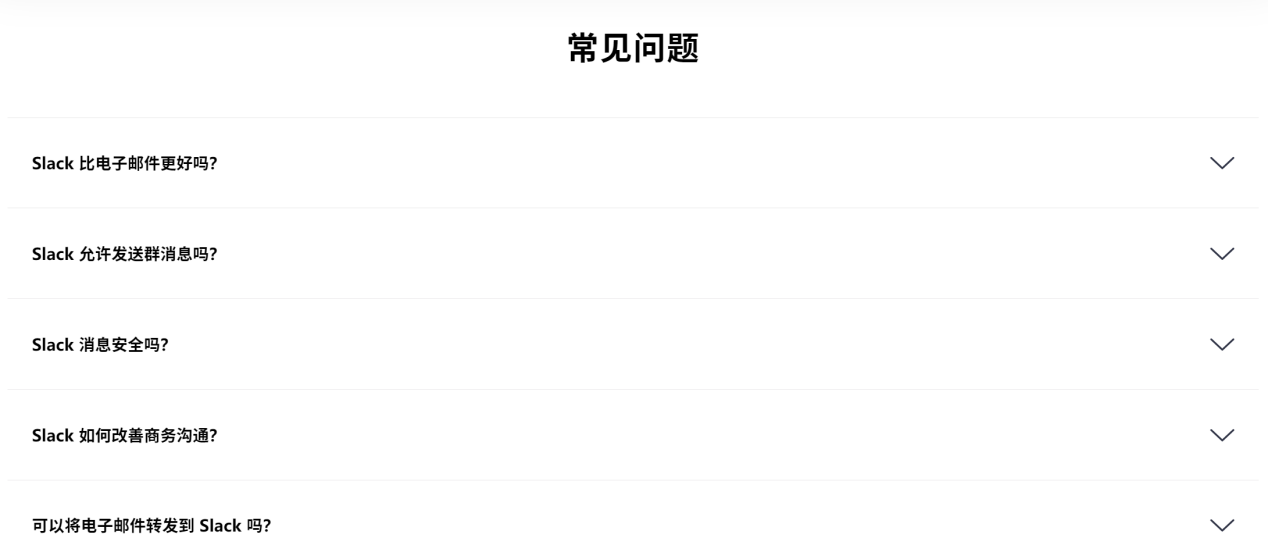 常见问题
Slack 比电子邮件更好吗？
Slack 允许发送群消息吗？
Slack 消息安全吗？
Slack 如何改善商务沟通？
可以将电子邮件转发到 Slack 吗？